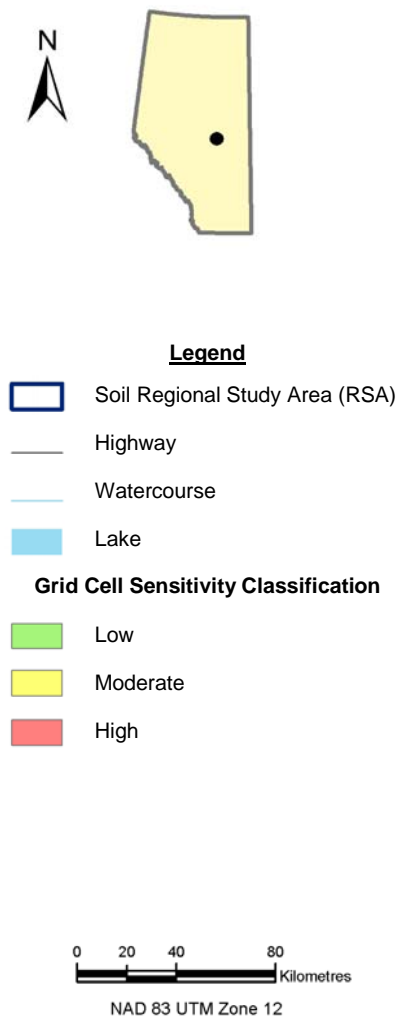 N
Legend
Soil Regional Study Area (RSA)
Highway
Watercourse
Lake
Grid Cell Sensitivity Classification
Low
Moderate
High
0 20 40 80
Kilometres
NAD 83 UTM Zone 12